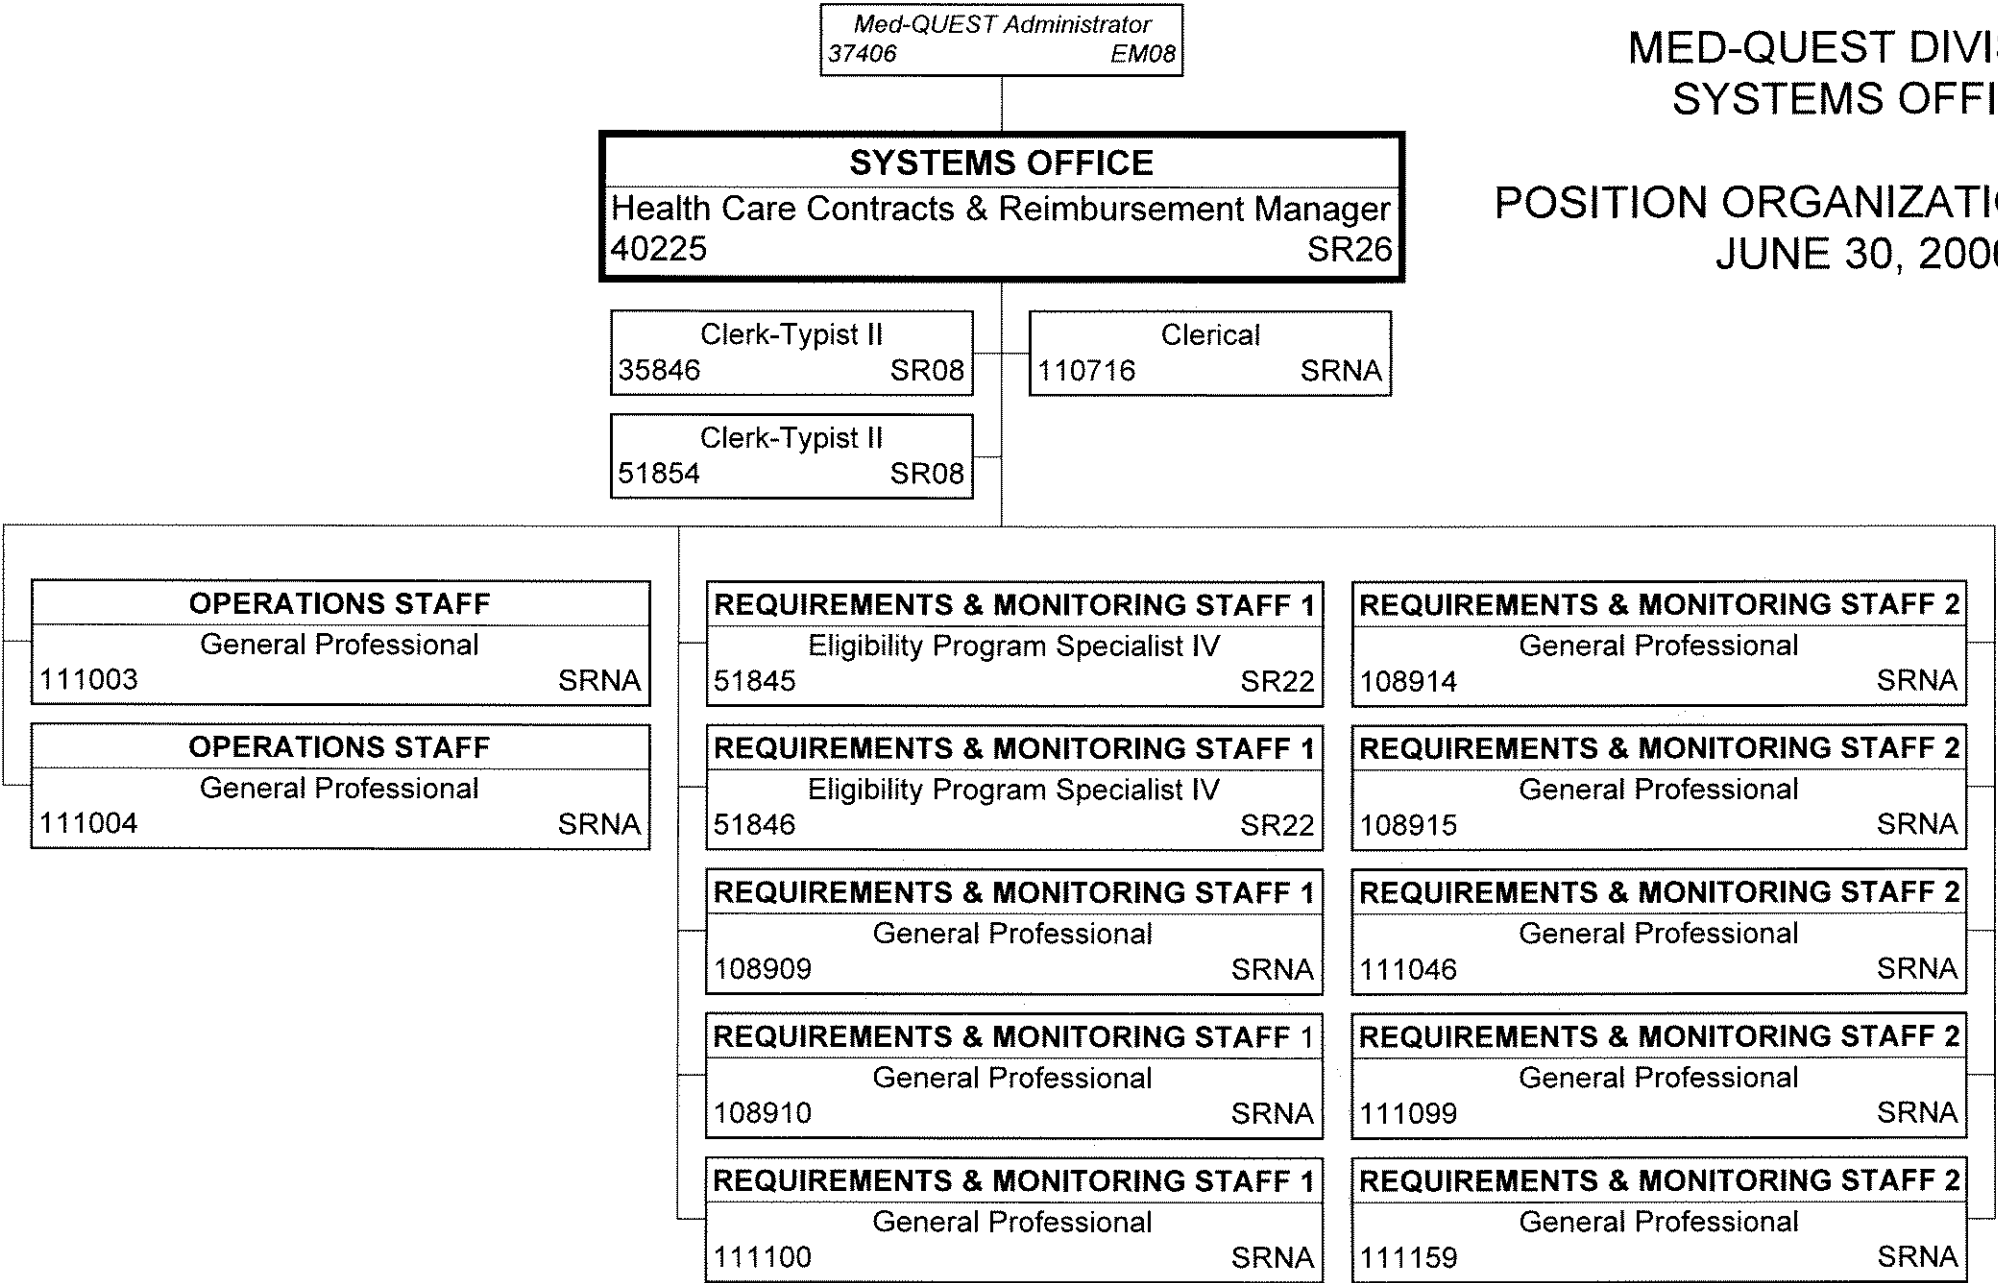 Med-QUEST Administrator
37406 EM08
MED-QUEST
SYSTEMS
POSITION
JUNE 30,
SYSTEMS OFFICE
Health Care Contracts & Reimbursement Manager
40225 SR26
Clerk-Typist II
35846 SR08
Clerical
110716 SRNA
Clerk-Typist II
51854 SR08
OPERATIONS STAFF
General Professional
111003 SRNA
OPERATIONS STAFF
General Professional
111004 SRNA
REQUIREMENTS & MONITORING STAFF 1
Eligibility Program Specialist IV
51845 SR22
REQUIREMENTS & MONITORING STAFF 1
Eligibility Program Specialist IV
51846 SR22
REQUIREMENTS & MONITORING STAFF 1
General Professional
108909 SRNA
REQUIREMENTS & MONITORING STAFF 1
General Professional
108910 SRNA
REQUIREMENTS & MONITORING STAFF 1
General Professional
111100 SRNA
REQUIREMENTS & MONITORING STAFF 2
General Professional
108914 SRNA
REQUIREMENTS & MONITORING STAFF 2
General Professional
108915 SRNA
REQUIREMENTS & MONITORING STAFF 2
General Professional
111046 SRNA
REQUIREMENTS & MONITORING STAFF 2
General Professional
111099 SRNA
REQUIREMENTS & MONITORING STAFF 2
General Professional
111159 SRNA